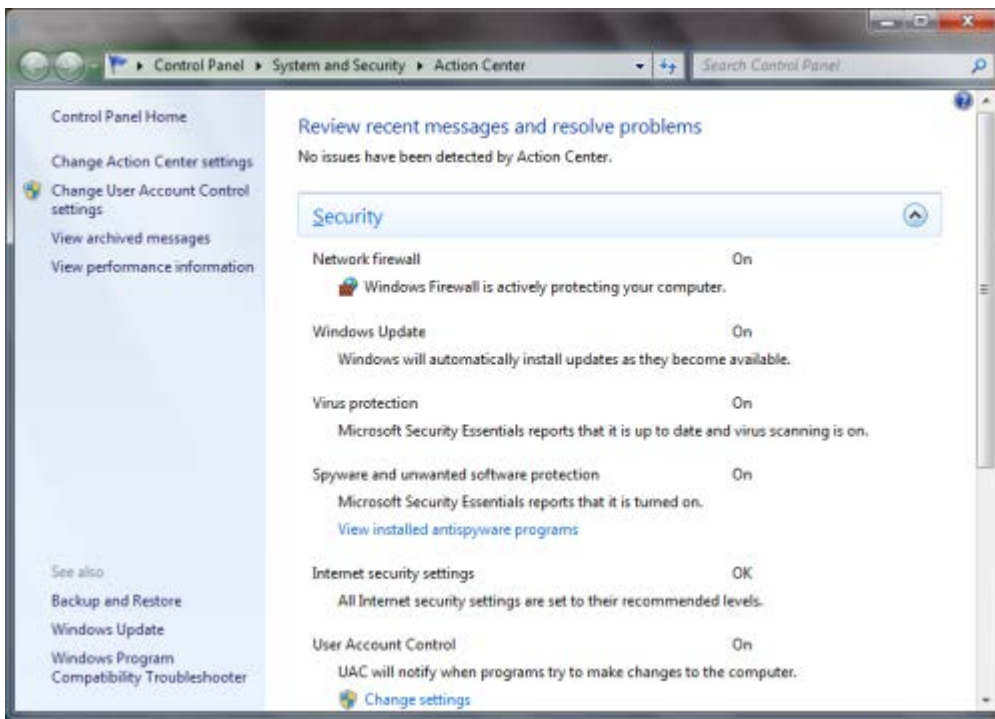 Control Panel ▸ System and Security ▸ Action Center
Search Control Panel
Control Panel Home
Change Action Center settings
Change User Account Control
settings
View archived messages
View performance information
See also
Backup and Restore
Windows Update
Windows Program
Compatibility Troubleshooter
Review recent messages and resolve problems
No issues have been detected by Action Center.
Security
Network firewall On
Windows Firewall is actively protecting your computer.
Windows Update On
Windows will automatically install updates as they become available.
Virus protection On
Microsoft Security Essentials reports that it is up to date and virus scanning is on.
Spyware and unwanted software protection On
Microsoft Security Essentials reports that it is turned on.
View installed antispyware programs
Internet security settings OK
All Internet security settings are set to their recommended levels.
User Account Control On
UAC will notify when programs try to make changes to the computer.
Change settings